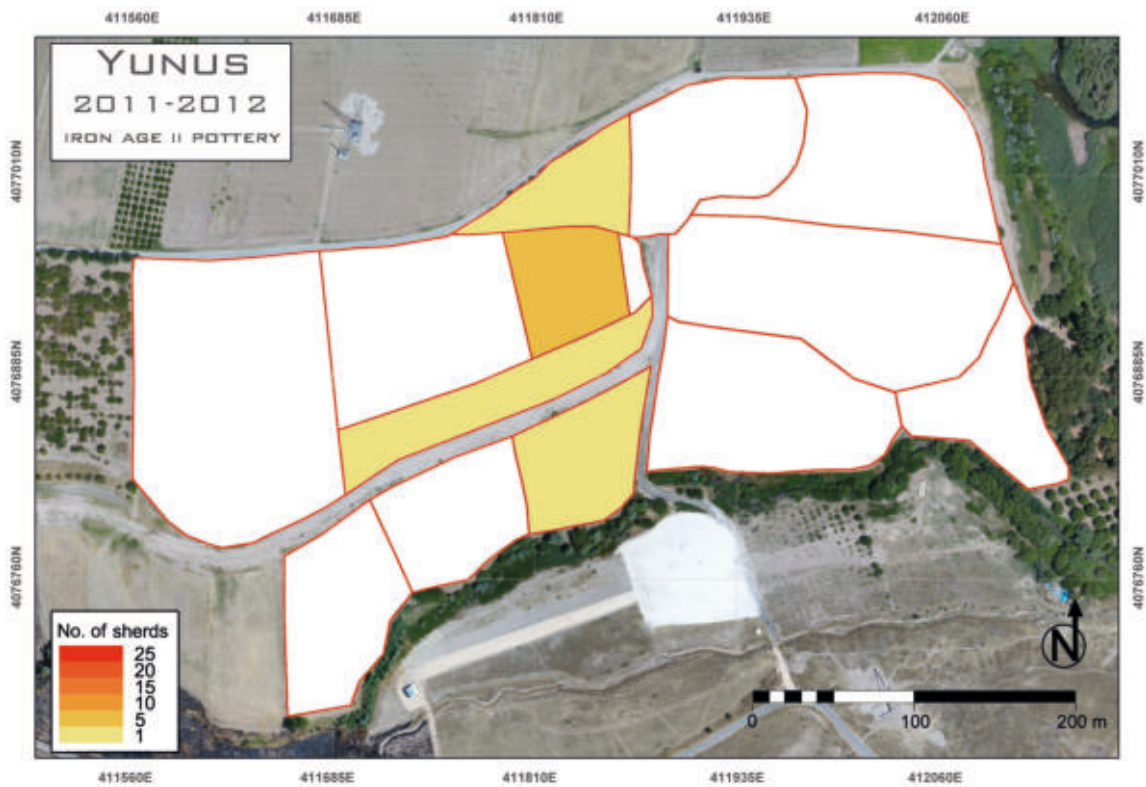 411560E 411685E 411810E 411935E 412060E
YUNUS
2011-2012
IRON AGE II POTTERY
4077010N 4077010N
4076885N 4076885N
4076760N 4076760N
No. of sherds
25
20
15
10
5
1
N
0 100 200 m
411560E 411685E 411810E 411935E 412060E